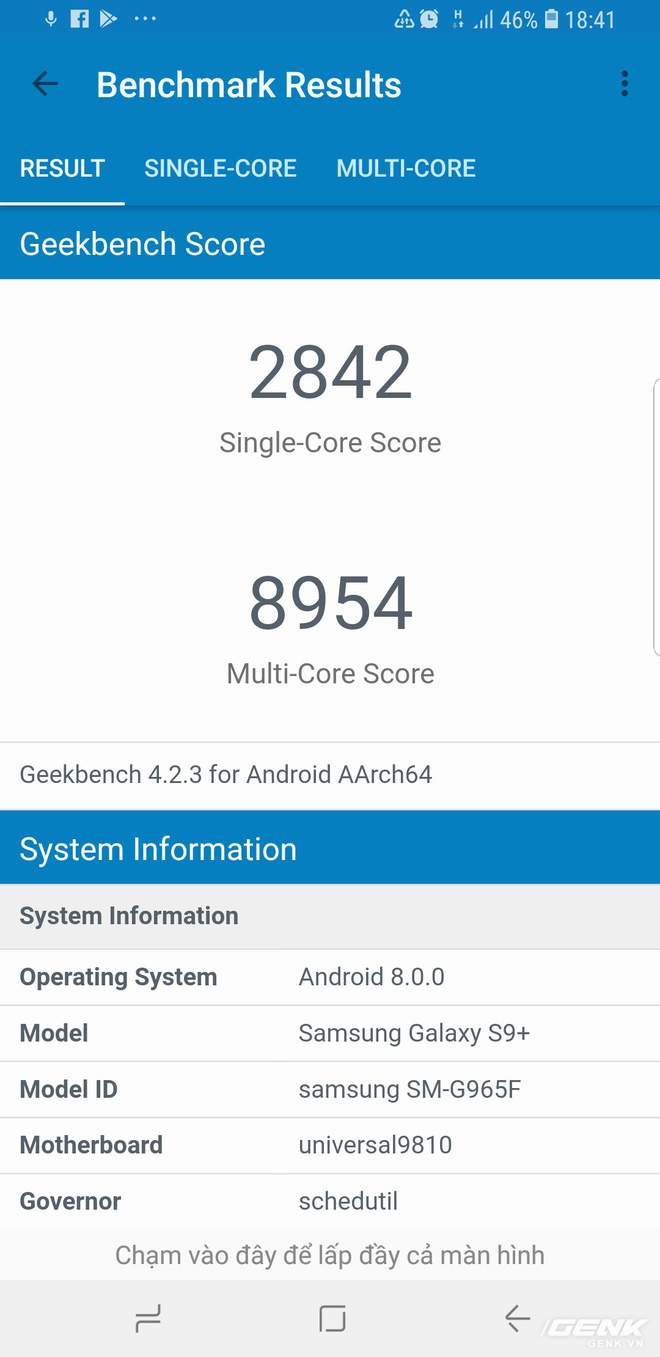 46% 18:41
Benchmark Results
RESULT SINGLE-CORE MULTI-CORE
Geekbench Score
2842
Single-Core Score
8954
Multi-Core Score
Geekbench 4.2.3 for Android AArch64
System Information
System Information
Operating System Android 8.0.0
Model Samsung Galaxy S9+
Model ID samsung SM-G965F
Motherboard universal9810
Governor schedutil
Chạm vào đây để lấp đầy cả màn hình
GENK
GENK.VN